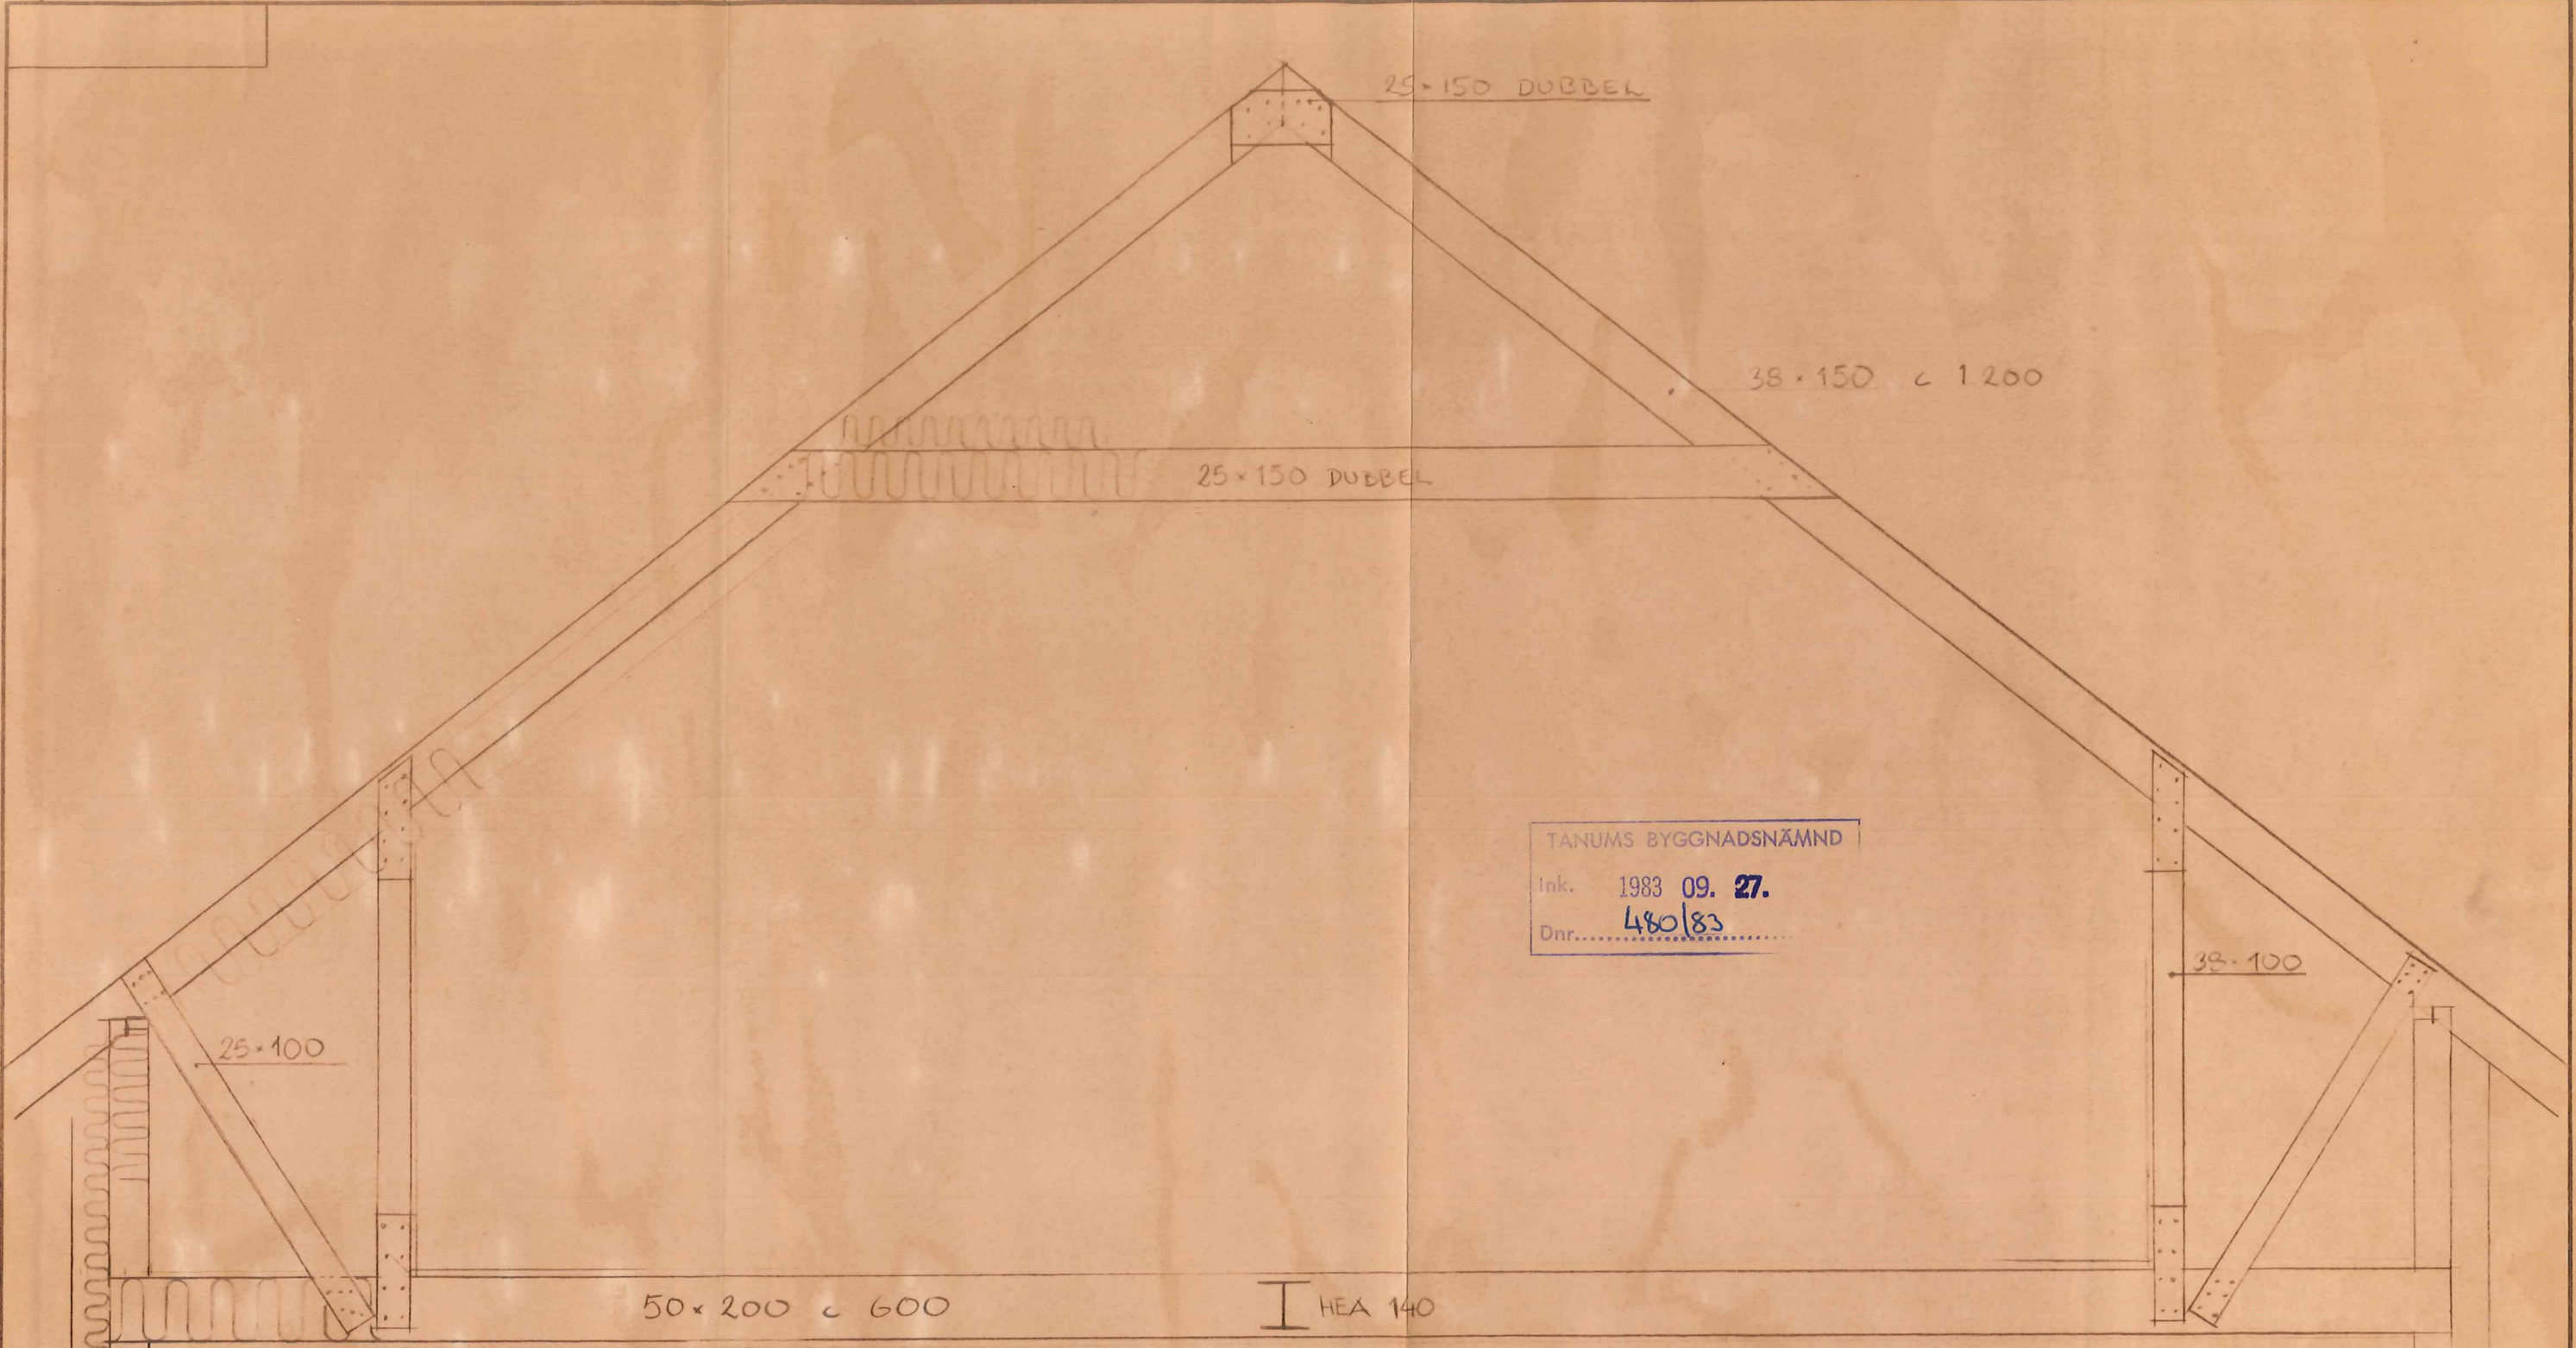 25×150 DUBBEL
38×150 c 1200
25×150 DUBBEL
TANUMS BYGGNADSNÄMND
Ink. 1983 09. 27.
Dnr. 480/83
38×100
25×100
50×200 c 600
HEA 140